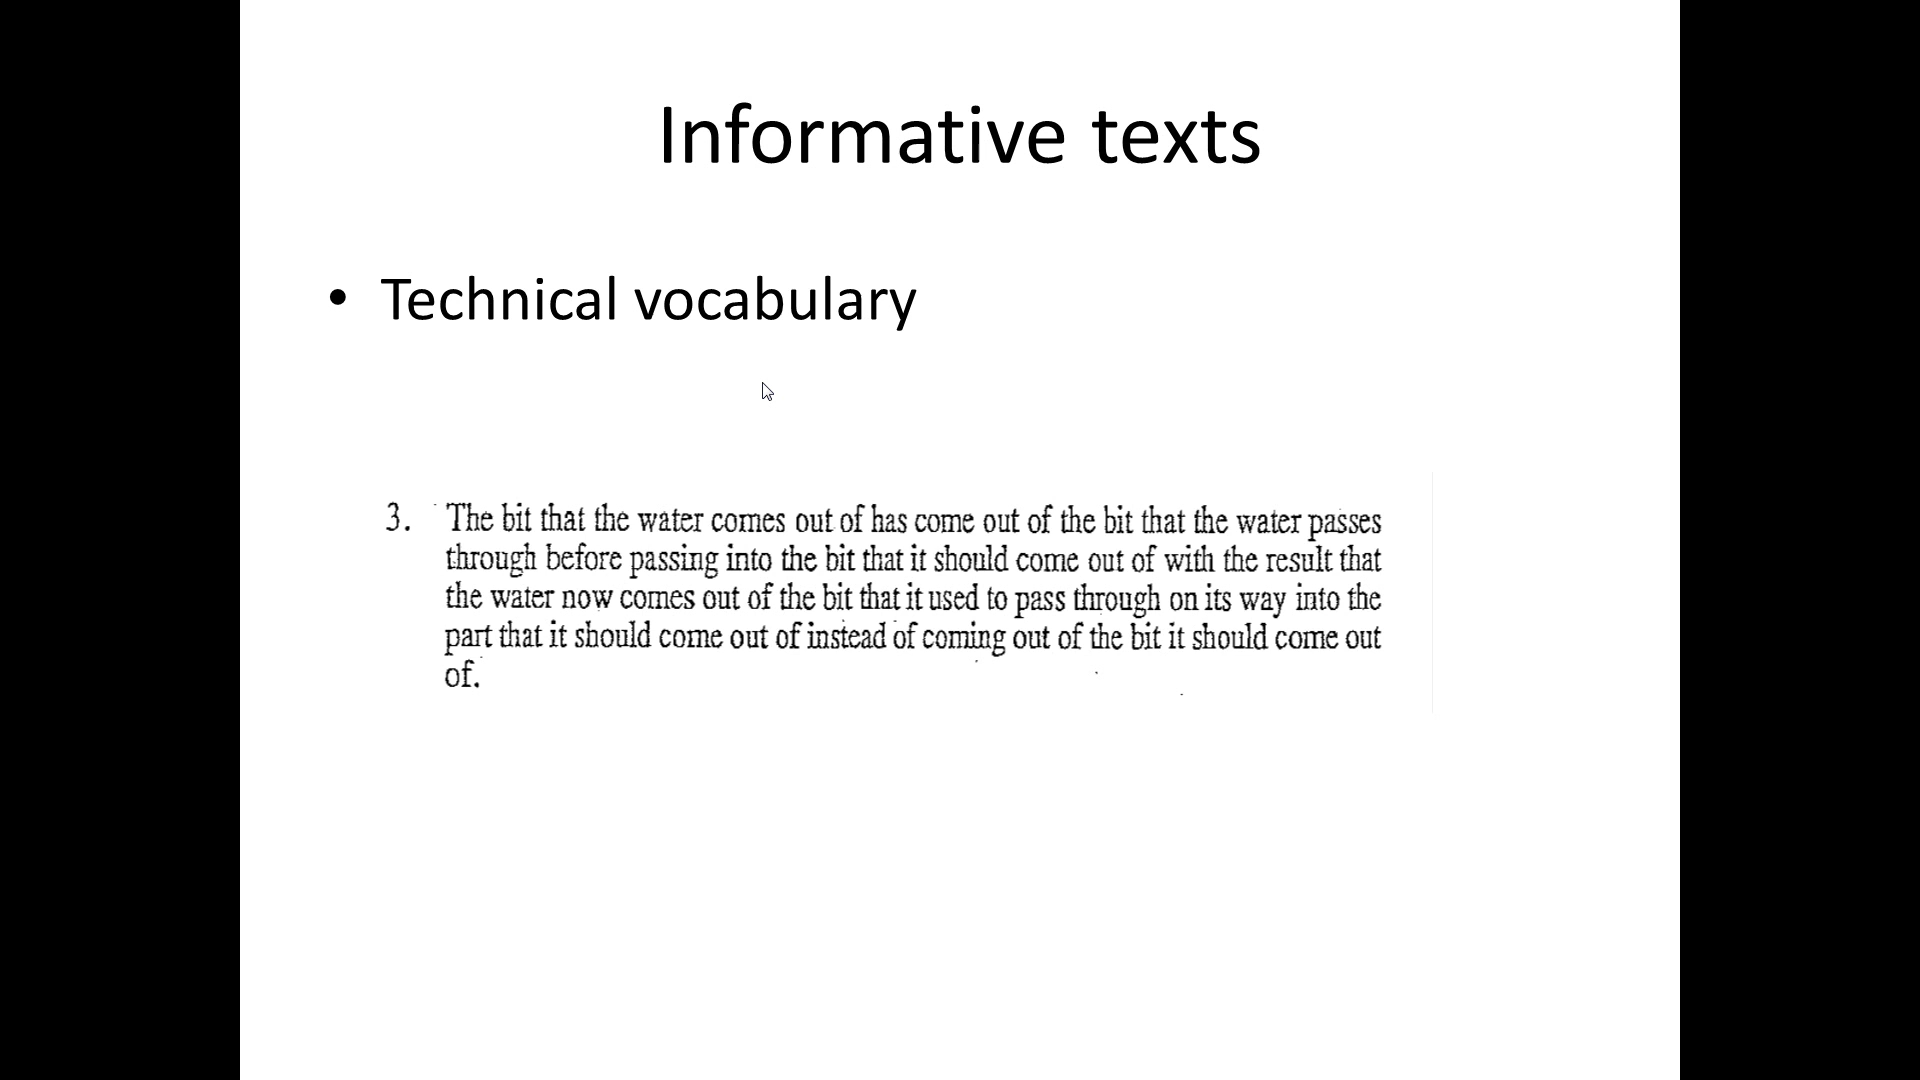 Informative texts
• Technical vocabulary
3. The bit that the water comes out of has come out of the bit that the water passes
through before passing into the bit that it should come out of with the result that
the water now comes out of the bit that it used to pass through on its way into the
part that it should come out of instead of coming out of the bit it should come out
of.